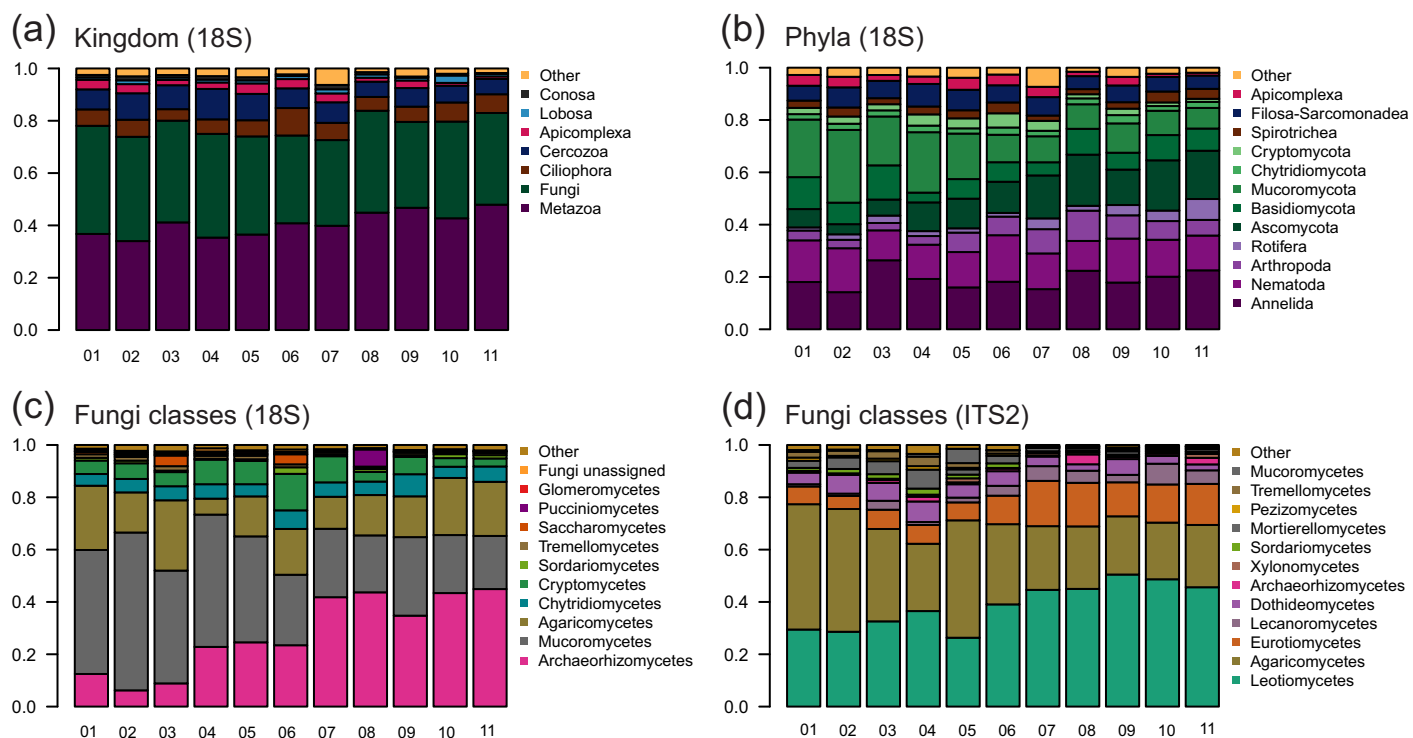 (a) Kingdom (18S)
1.0
0.8
0.6
0.4
0.2
0.0
01 02 03 04 05 06 07 08 09 10 11
Other
Conosa
Lobosa
Apicomplexa
Cercozoa
Ciliophora
Fungi
Metazoa
(b) Phyla (18S)
1.0
0.8
0.6
0.4
0.2
0.0
01 02 03 04 05 06 07 08 09 10 11
Other
Apicomplexa
Filosa-Sarcomonadea
Spirotrichea
Cryptomycota
Chytridiomycota
Mucoromycota
Basidiomycota
Ascomycota
Rotifera
Arthropoda
Nematoda
Annelida
(c) Fungi classes (18S)
1.0
0.8
0.6
0.4
0.2
0.0
01 02 03 04 05 06 07 08 09 10 11
Other
Fungi unassigned
Glomeromycetes
Pucciniomycetes
Saccharomycetes
Tremellomycetes
Sordariomycetes
Cryptomycetes
Chytridiomycetes
Agaricomycetes
Mucoromycetes
Archaeorhizomycetes
(d) Fungi classes (ITS2)
1.0
0.8
0.6
0.4
0.2
0.0
01 02 03 04 05 06 07 08 09 10 11
Other
Mucoromycetes
Tremellomycetes
Pezizomycetes
Mortierellomycetes
Sordariomycetes
Xylonomycetes
Archaeorhizomycetes
Dothideomycetes
Lecanoromycetes
Eurotiomycetes
Agaricomycetes
Leotiomycetes